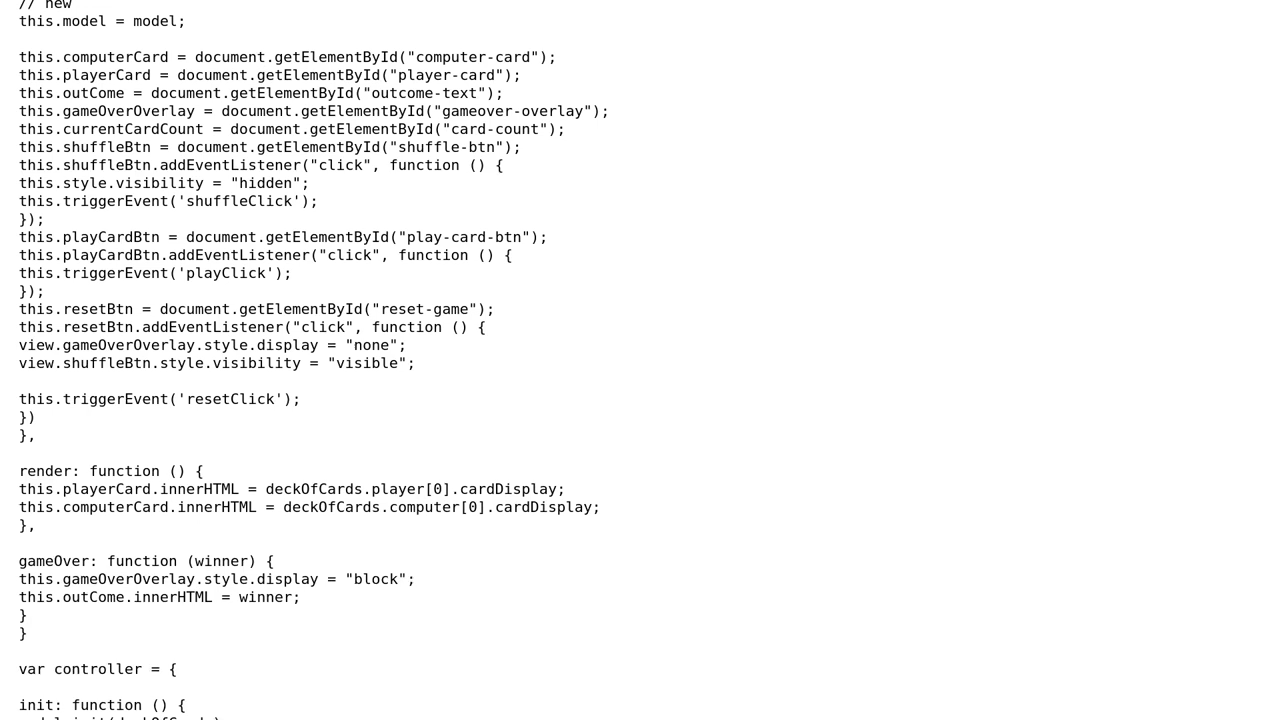 // new
this.model = model;
this.computerCard = document.getElementById("computer-card");
this.playerCard = document.getElementById("player-card");
this.outCome = document.getElementById("outcome-text");
this.gameOverOverlay = document.getElementById("gameover-overlay");
this.currentCardCount = document.getElementById("card-count");
this.shuffleBtn = document.getElementById("shuffle-btn");
this.shuffleBtn.addEventListener("click", function () {
this.style.visibility = "hidden";
this.triggerEvent('shuffleClick');
});
this.playCardBtn = document.getElementById("play-card-btn");
this.playCardBtn.addEventListener("click", function () {
this.triggerEvent('playClick');
});
this.resetBtn = document.getElementById("reset-game");
this.resetBtn.addEventListener("click", function () {
view.gameOverOverlay.style.display = "none";
view.shuffleBtn.style.visibility = "visible";
this.triggerEvent('resetClick');
})
},
render: function () {
this.playerCard.innerHTML = deckOfCards.player[0].cardDisplay;
this.computerCard.innerHTML = deckOfCards.computer[0].cardDisplay;
},
gameOver: function (winner) {
this.gameOverOverlay.style.display = "block";
this.outCome.innerHTML = winner;
}
}
var controller = {
init: function () {